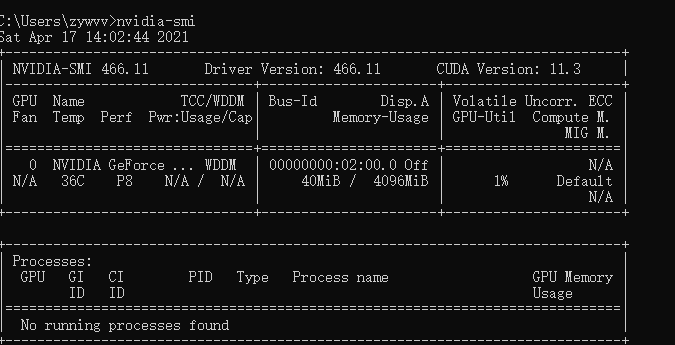 C:\Users\zywvv>nvidia-smi
Sat Apr 17 14:02:44 2021
+-----------------------------------------------------------------------------+
| NVIDIA-SMI 466.11       Driver Version: 466.11       CUDA Version: 11.3     |
|-------------------------------+----------------------+----------------------+
| GPU  Name            TCC/WDDM | Bus-Id        Disp.A | Volatile Uncorr. ECC |
| Fan  Temp  Perf  Pwr:Usage/Cap|         Memory-Usage | GPU-Util  Compute M. |
|                               |                      |               MIG M. |
|===============================+======================+======================|
|   0  NVIDIA GeForce ... WDDM  | 00000000:02:00.0 Off |                  N/A |
| N/A   36C    P8    N/A /  N/A |     40MiB /  4096MiB |      1%      Default |
|                               |                      |                  N/A |
+-------------------------------+----------------------+----------------------+
+-----------------------------------------------------------------------------+
| Processes:                                                                  |
|  GPU   GI   CI        PID   Type   Process name                  GPU Memory |
|        ID   ID                                                   Usage      |
|=============================================================================|
|  No running processes found                                                 |
+-----------------------------------------------------------------------------+